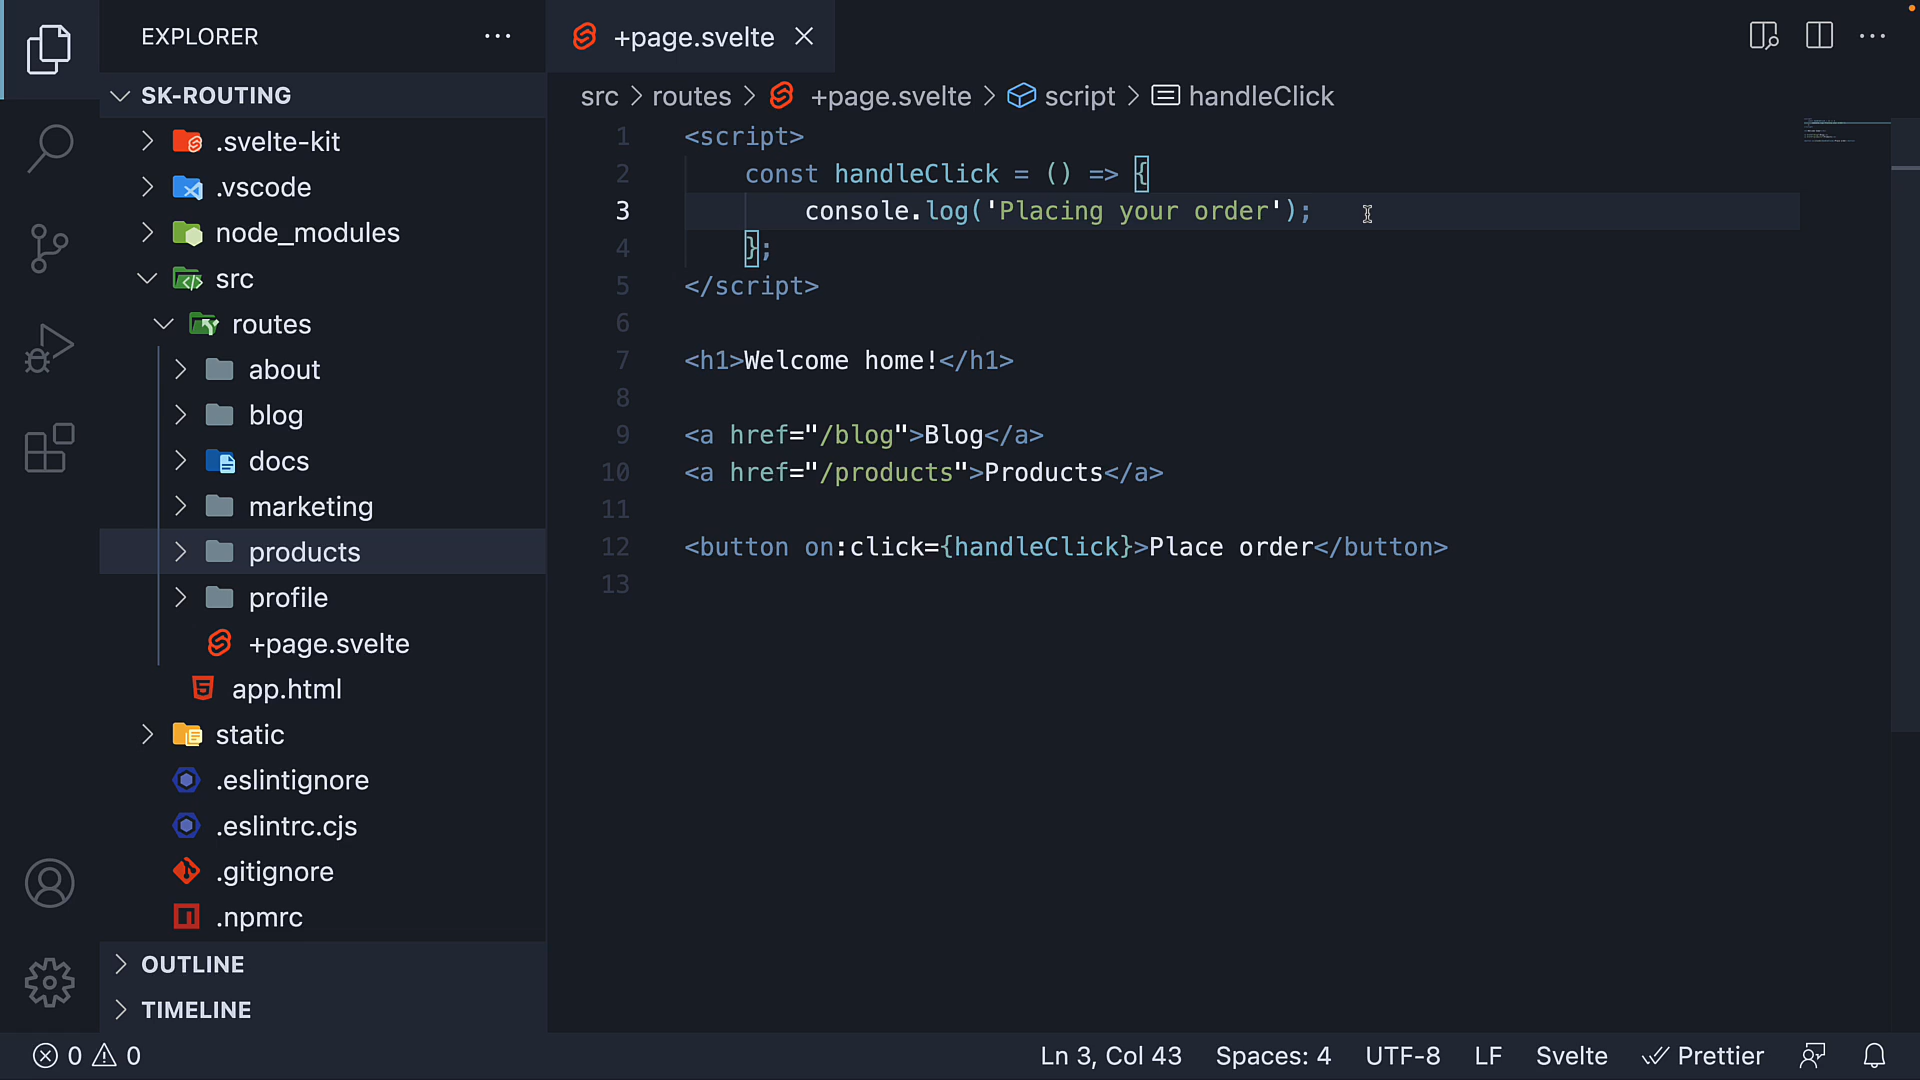 EXPLORER
SK-ROUTING
.svelte-kit
.vscode
node_modules
src
routes
about
blog
docs
marketing
products
profile
+page.svelte
app.html
static
.eslintignore
.eslintrc.cjs
.gitignore
.npmrc
OUTLINE
TIMELINE
+page.svelte
src > routes > +page.svelte > script > handleClick
1 <script>
2 const handleClick = () => {
3 console.log('Placing your order');
4 };
5 </script>
6
7 <h1>Welcome home!</h1>
8
9 <a href="/blog">Blog</a>
10 <a href="/products">Products</a>
11
12 <button on:click={handleClick}>Place order</button>
13
0 0 Ln 3, Col 43 Spaces: 4 UTF-8 LF Svelte Prettier